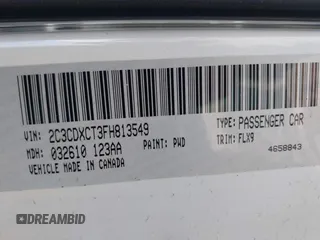 VIN: 2C3CDXCT3FH813549 TYPE: PASSENGER CAR
MDH: 032610 123AA PAINT: PWD TRIM: FLX9
VEHICLE MADE IN CANADA 4658843
DREAMBID